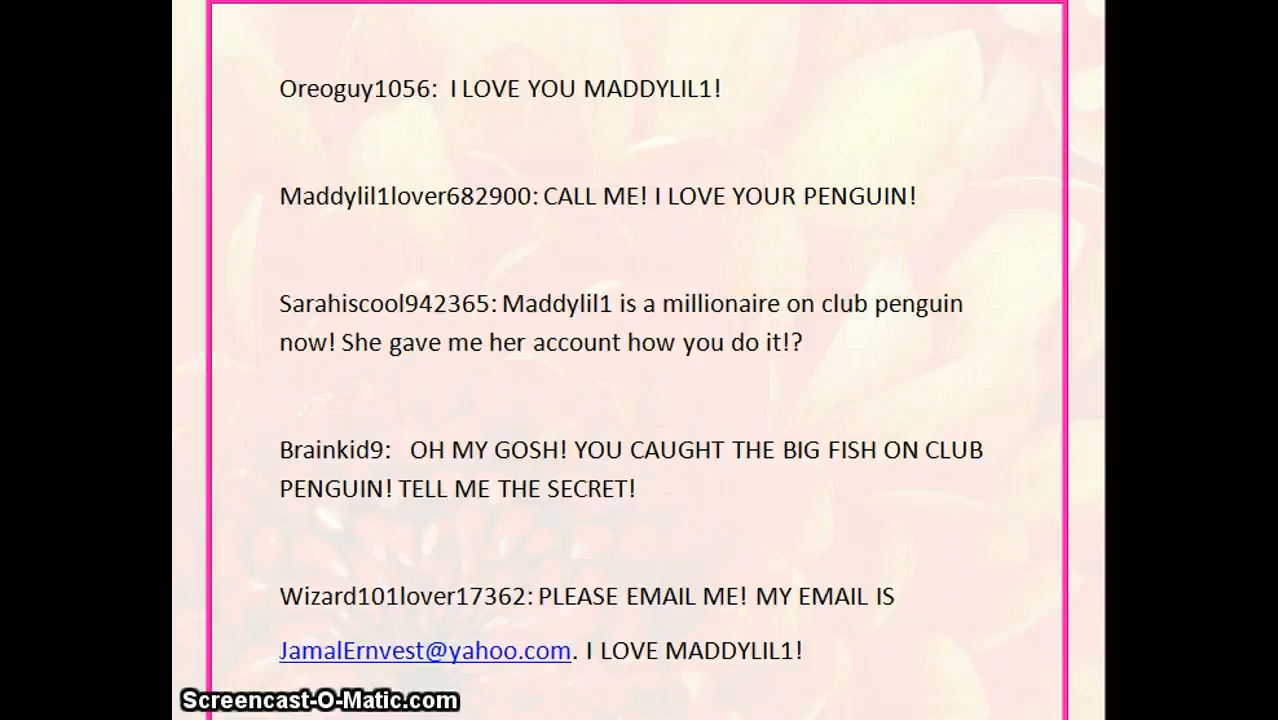 Oreoguy1056:  I LOVE YOU MADDYLIL1!
Maddylil1lover682900: CALL ME! I LOVE YOUR PENGUIN!
Sarahiscool942365: Maddylil1 is a millionaire on club penguin
now! She gave me her account how you do it!?
Brainkid9:   OH MY GOSH! YOU CAUGHT THE BIG FISH ON CLUB
PENGUIN! TELL ME THE SECRET!
Wizard101lover17362: PLEASE EMAIL ME! MY EMAIL IS
JamalErnvest@yahoo.com. I LOVE MADDYLIL1!
Screencast-O-Matic.com